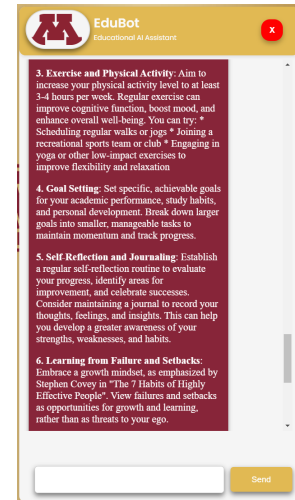 EduBot
Educational AI Assistant
X
3. Exercise and Physical Activity: Aim to
increase your physical activity level to at least
3-4 hours per week. Regular exercise can
improve cognitive function, boost mood, and
enhance overall well-being. You can try: *
Scheduling regular walks or jogs * Joining a
recreational sports team or club * Engaging in
yoga or other low-impact exercises to
improve flexibility and relaxation
4. Goal Setting: Set specific, achievable goals
for your academic performance, study habits,
and personal development. Break down larger
goals into smaller, manageable tasks to
maintain momentum and track progress.
5. Self-Reflection and Journaling: Establish
a regular self-reflection routine to evaluate
your progress, identify areas for
improvement, and celebrate successes.
Consider maintaining a journal to record your
thoughts, feelings, and insights. This can help
you develop a greater awareness of your
strengths, weaknesses, and habits.
6. Learning from Failure and Setbacks:
Embrace a growth mindset, as emphasized by
Stephen Covey in "The 7 Habits of Highly
Effective People". View failures and setbacks
as opportunities for growth and learning,
rather than as threats to your ego.
Send